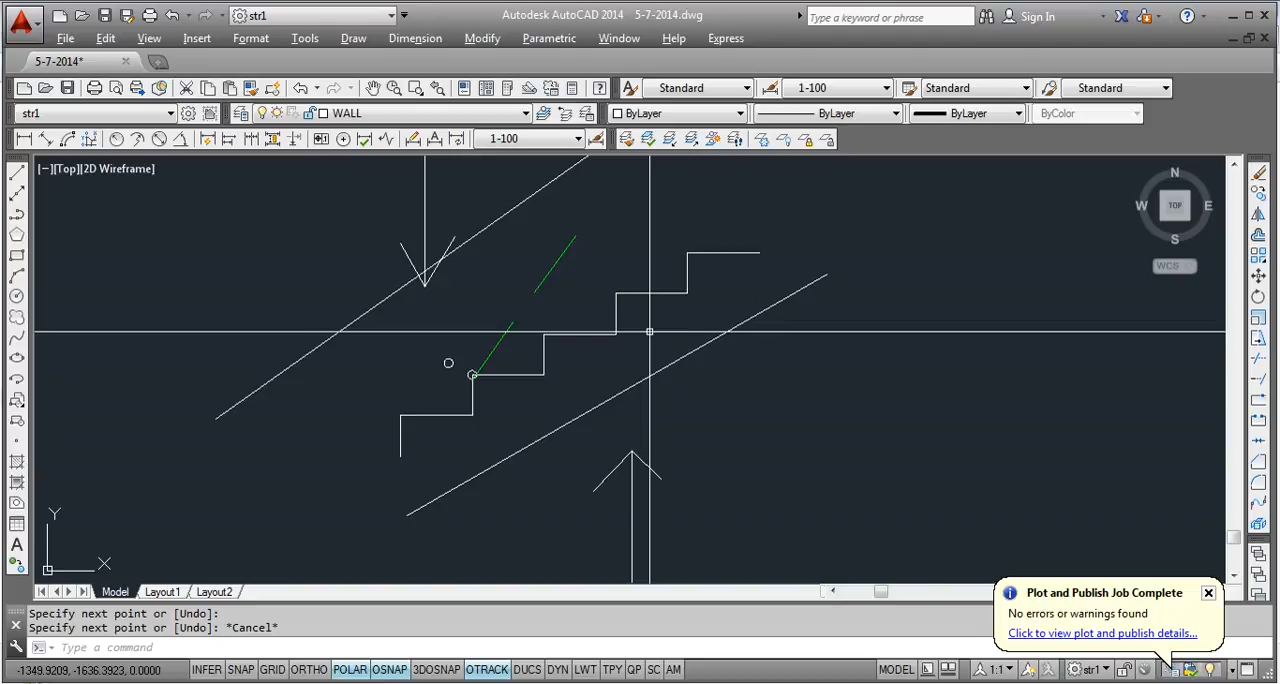 str1
Autodesk AutoCAD 2014 5-7-2014.dwg
Type a keyword or phrase
Sign In
File Edit View Insert Format Tools Draw Dimension Modify Parametric Window Help Express
5-7-2014*
Standard 1-100 Standard Standard
str1 WALL ByLayer ByLayer ByLayer ByColor
1-100
[−][Top][2D Wireframe]
N
W TOP E
S
WCS
Y
X
Model Layout1 Layout2
Plot and Publish Job Complete
No errors or warnings found
Click to view plot and publish details...
Specify next point or [Undo]:
Specify next point or [Undo]: *Cancel*
Type a command
-1349.9209, -1636.3923, 0.0000 INFER SNAP GRID ORTHO POLAR OSNAP 3DOSNAP OTRACK DUCS DYN LWT TPY QP SC AM MODEL 1:1 str1